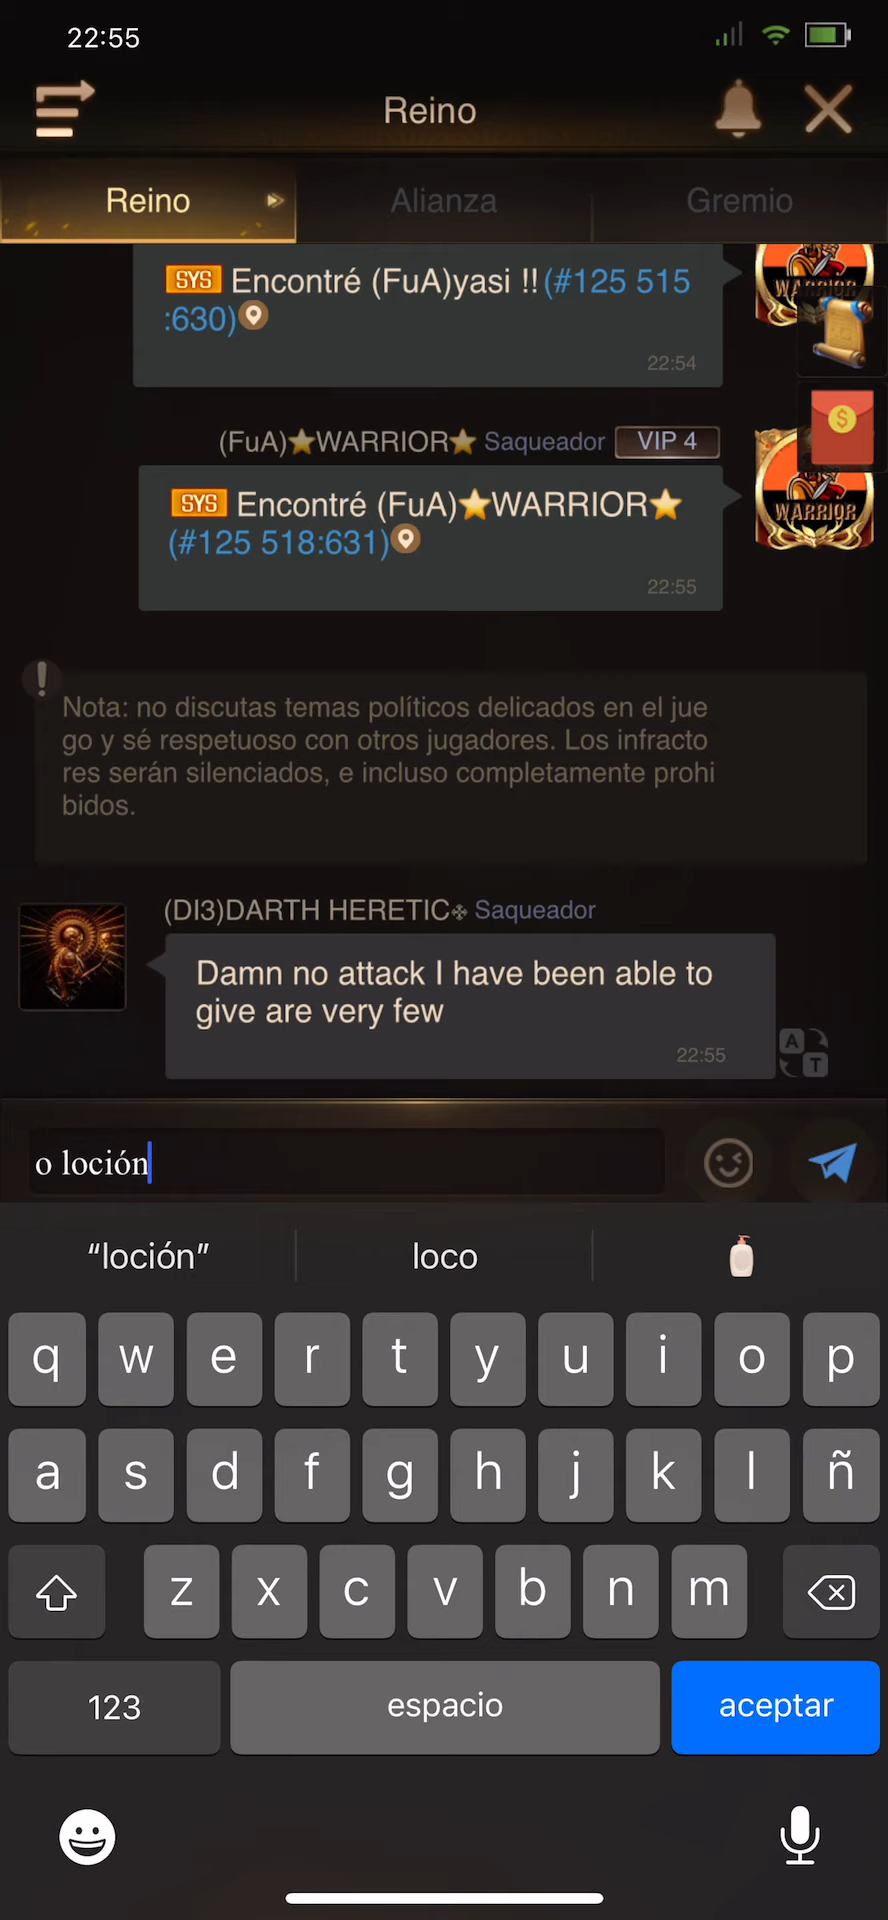 22:55
Reino
Reino
Alianza
Gremio
SYS Encontré (FuA)yasi !!(#125 515
:630)
22:54
WARRIOR
(FuA)⭐WARRIOR⭐ Saqueador VIP 4
SYS Encontré (FuA)⭐WARRIOR⭐
(#125 518:631)
22:55
WARRIOR
Nota: no discutas temas políticos delicados en el jue
go y sé respetuoso con otros jugadores. Los infracto
res serán silenciados, e incluso completamente prohi
bidos.
(DI3)DARTH HERETIC Saqueador
Damn no attack I have been able to
give are very few
22:55
A
T
o loción
“loción”
loco
q w e r t y u i o p
a s d f g h j k l ñ
z x c v b n m
123
espacio
aceptar